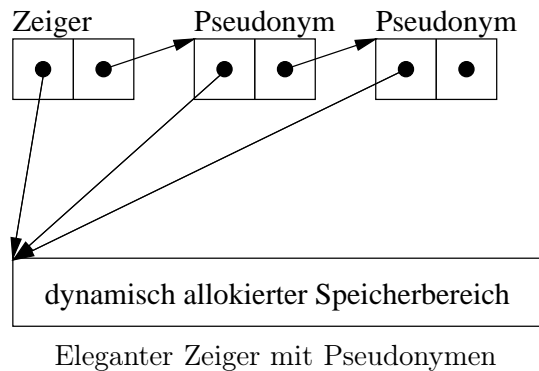 Zeiger Pseudonym Pseudonym
dynamisch allokierter Speicherbereich
Eleganter Zeiger mit Pseudonymen